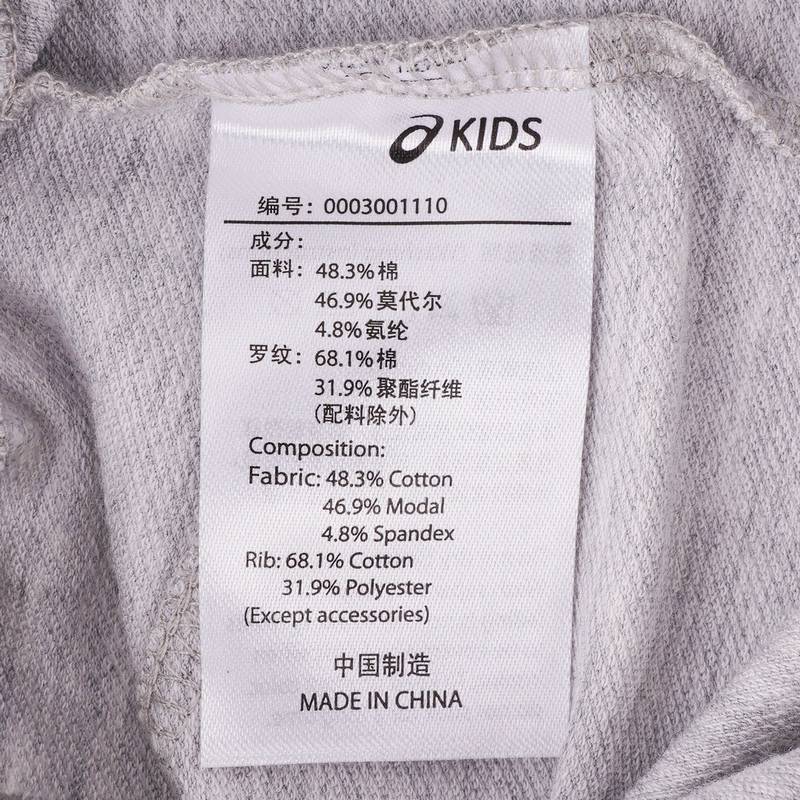 KIDS
编号: 0003001110
成分:
面料: 48.3%棉
46.9%莫代尔
4.8%氨纶
罗纹: 68.1%棉
31.9%聚酯纤维
(配料除外)
Composition:
Fabric: 48.3% Cotton
46.9% Modal
4.8% Spandex
Rib: 68.1% Cotton
31.9% Polyester
(Except accessories)
中国制造
MADE IN CHINA